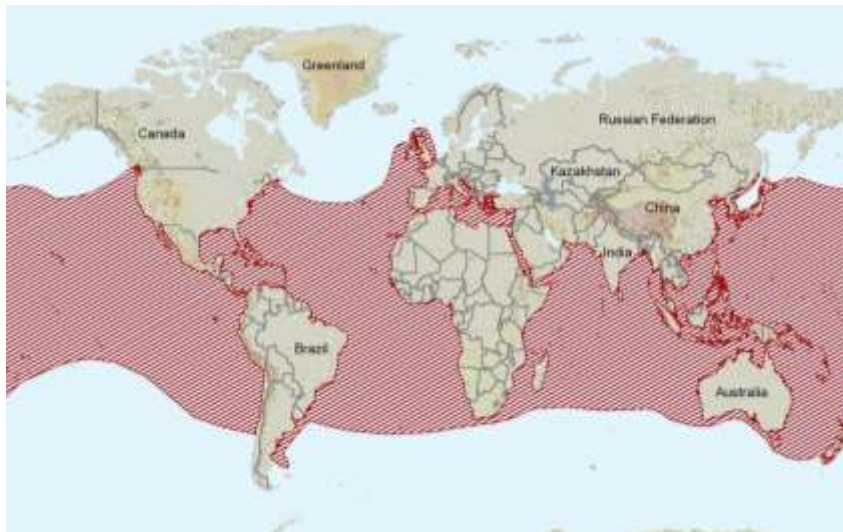 Greenland
Canada
Russian Federation
Kazakhstan
China
India
Brazil
Australia